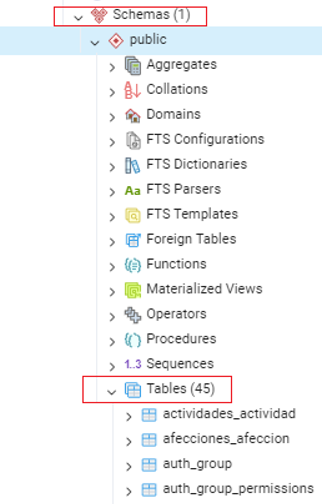 Schemas (1)
public
Aggregates
Collations
Domains
FTS Configurations
FTS Dictionaries
Aa FTS Parsers
FTS Templates
Foreign Tables
Functions
Materialized Views
Operators
Procedures
1..3 Sequences
Tables (45)
actividades_actividad
afecciones_afeccion
auth_group
auth_group_permissions